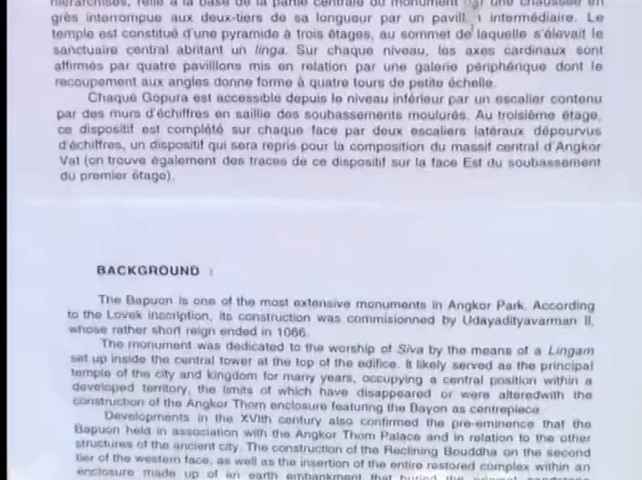 hiérarchisés, relié à la base de la partie centrale du monument par une chaussée en
grès interrompue aux deux-tiers de sa longueur par un pavillon intermédiaire. Le
temple est constitué d'une pyramide à trois étages, au sommet de laquelle s'élevait le
sanctuaire central abritant un linga. Sur chaque niveau, les axes cardinaux sont
affirmés par quatre pavillons mis en relation par une galerie périphérique dont le
recoupement aux angles donne forme à quatre tours de petite échelle.
Chaque Gopura est accessible depuis le niveau inférieur par un escalier contenu
par des murs d'échiffres en saillie des soubassements moulurés. Au troisième étage,
ce dispositif est complété sur chaque face par deux escaliers latéraux dépourvus
d'échiffres, un dispositif qui sera repris pour la composition du massif central d'Angkor
Vat (on trouve également des traces de ce dispositif sur la face Est du soubassement
du premier étage).
BACKGROUND :
The Bapuon is one of the most extensive monuments in Angkor Park. According
to the Lovek inscription, its construction was commisionned by Udayadityavarman II,
whose rather short reign ended in 1066.
The monument was dedicated to the worship of Siva by the means of a Lingam
set up inside the central tower at the top of the edifice. It likely served as the principal
temple of the city and kingdom for many years, occupying a central position within a
developed territory, the limits of which have disappeared or were alteredwith the
construction of the Angkor Thom enclosure featuring the Bayon as centrepiece.
Developments in the XVIth century also confirmed the pre-eminence that the
Bapuon held in association with the Angkor Thom Palace and in relation to the other
structures of the ancient city. The construction of the Reclining Bouddha on the second
tier of the western face, as well as the insertion of the entire restored complex within an
enclosure made up of an earth embankment that buried the original sandstone